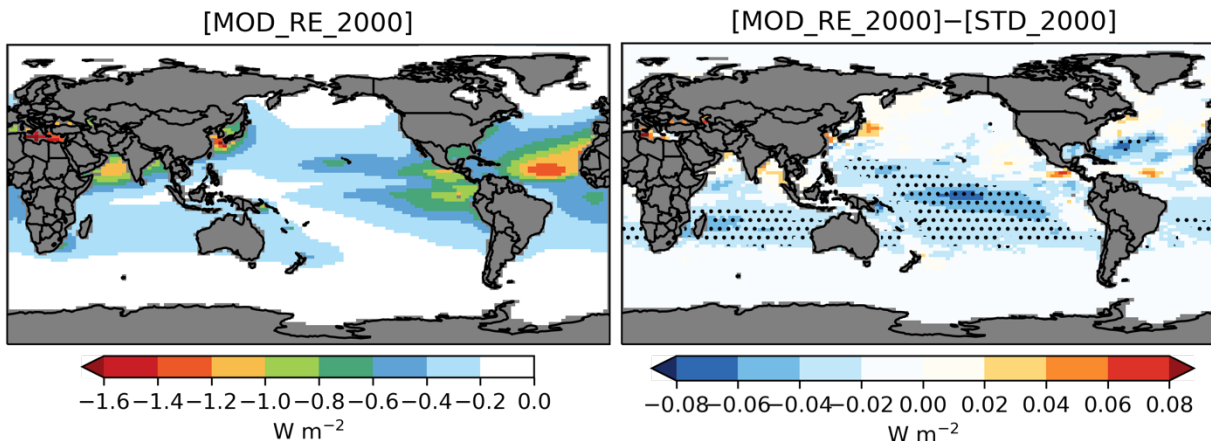 [MOD_RE_2000]
[MOD_RE_2000]−[STD_2000]
−1.6 −1.4 −1.2 −1.0 −0.8 −0.6 −0.4 −0.2 0.0
−0.08 −0.06 −0.04 −0.02 0.00 0.02 0.04 0.06 0.08
W m⁻²
W m⁻²